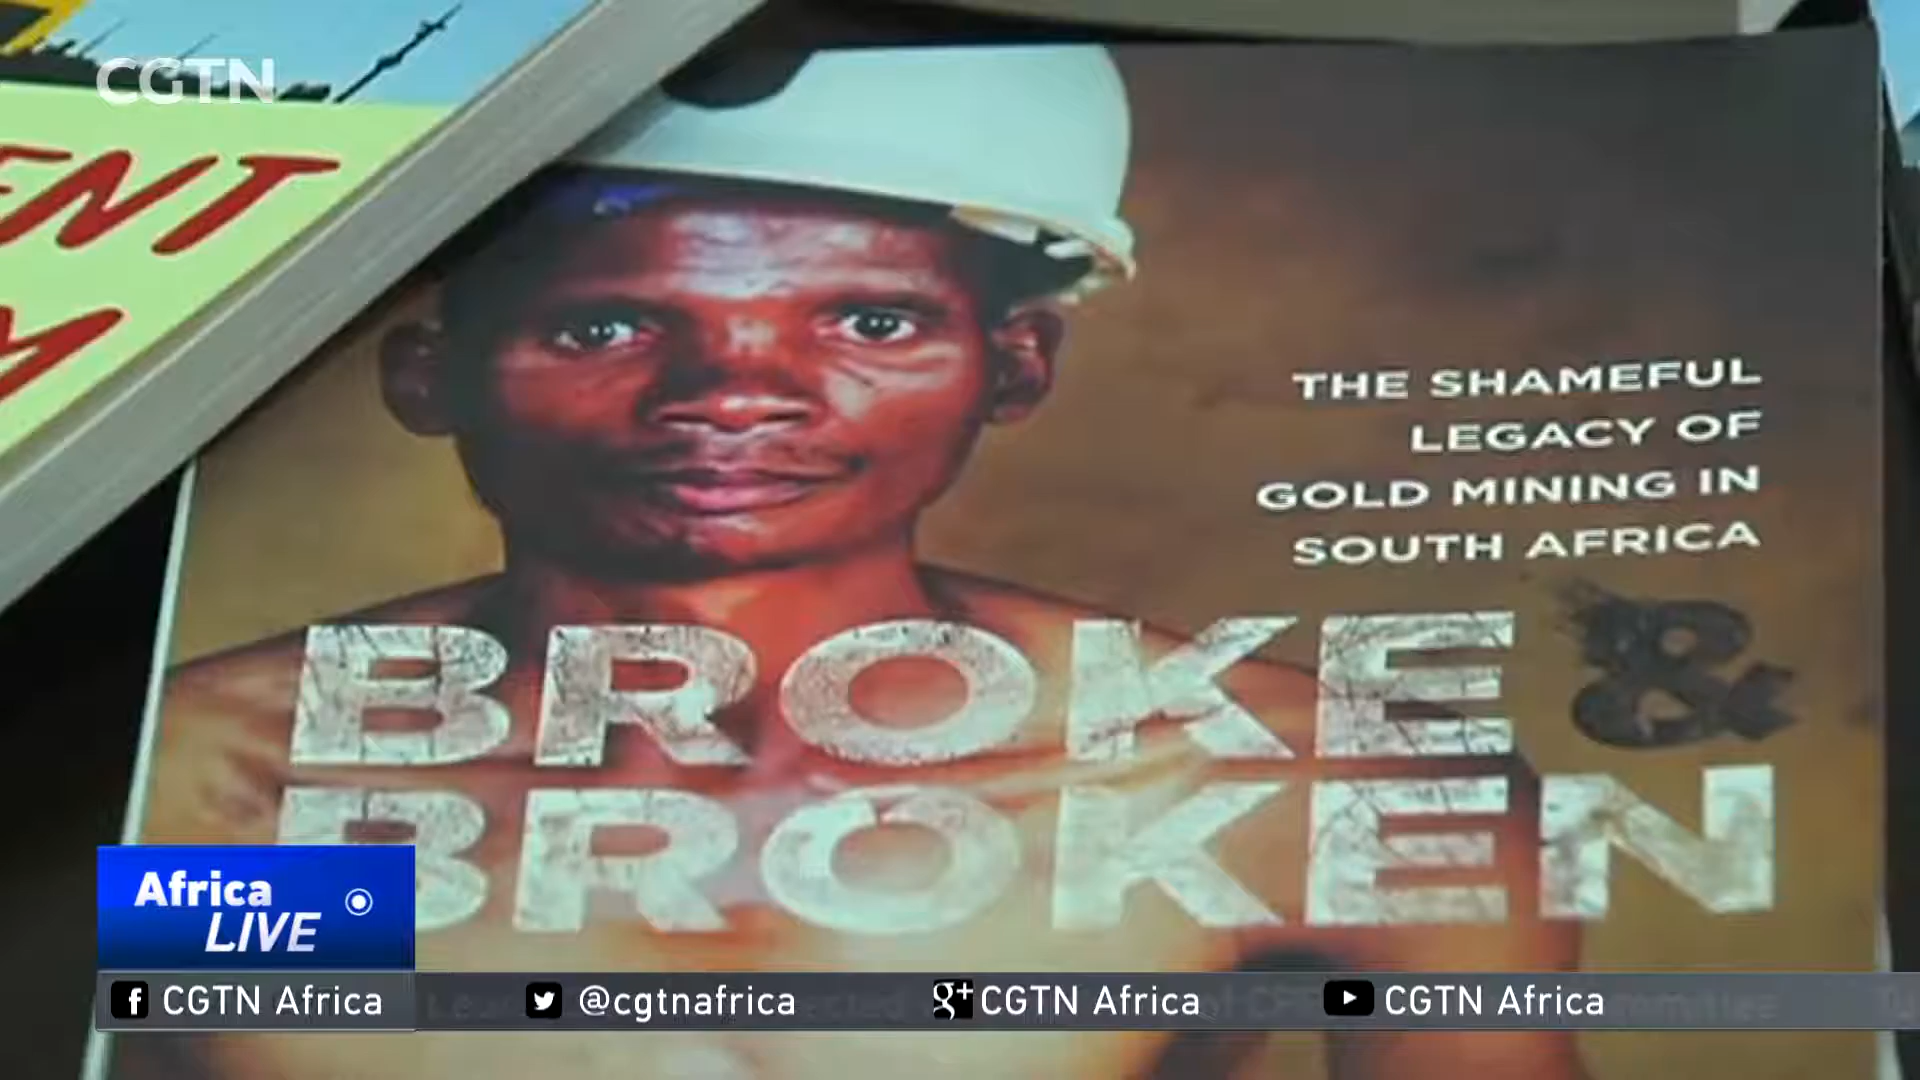 CGTN
ENT
M
THE SHAMEFUL
LEGACY OF
GOLD MINING IN
SOUTH AFRICA
BROKE &
BROKEN
Africa
LIVE
CGTN Africa @cgtnafrica g+ CGTN Africa CGTN Africa